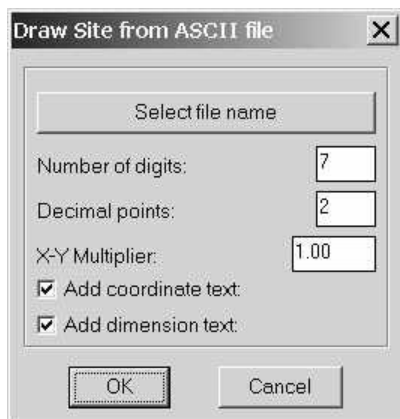 Draw Site from ASCII file
Select file name
Number of digits: 7
Decimal points: 2
X-Y Multiplier: 1.00
Add coordinate text:
Add dimension text:
OK Cancel